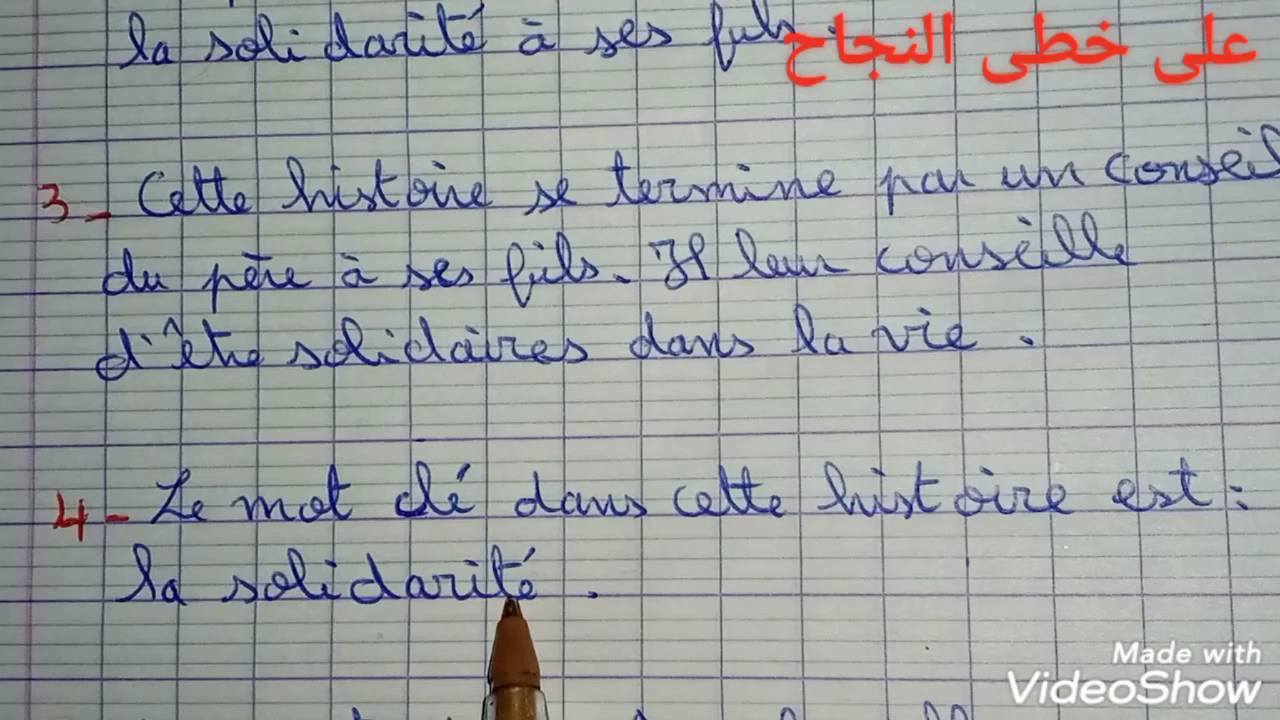 la solidarité à ses fils.
على خطى النجاح
3- Cette histoire se termine par un conseil
du père à ses fils. Il leur conseille
d'être solidaires dans la vie.
4- Le mot clé dans cette histoire est:
la solidarité.
Made with
VideoShow